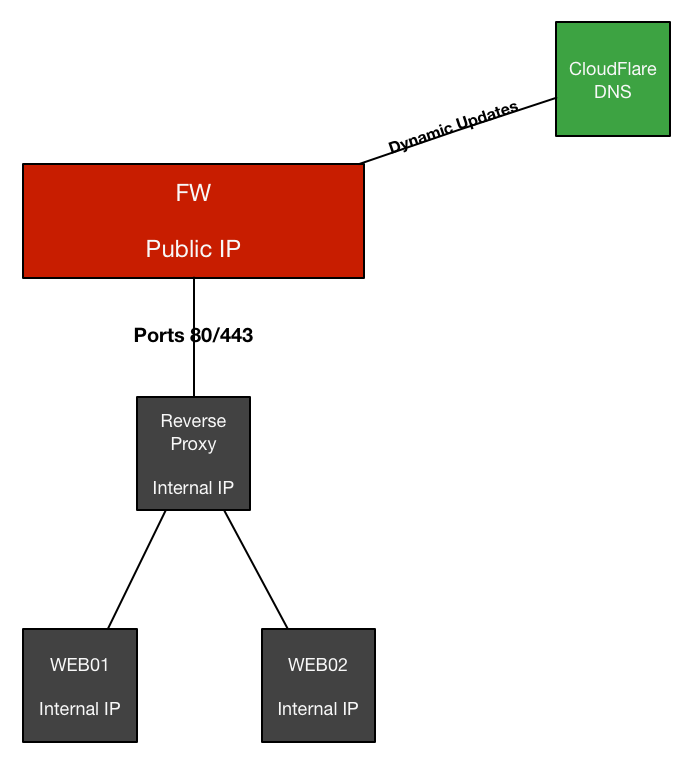 CloudFlare
DNS
Dynamic Updates
FW
Public IP
Ports 80/443
Reverse
Proxy
Internal IP
WEB01
Internal IP
WEB02
Internal IP